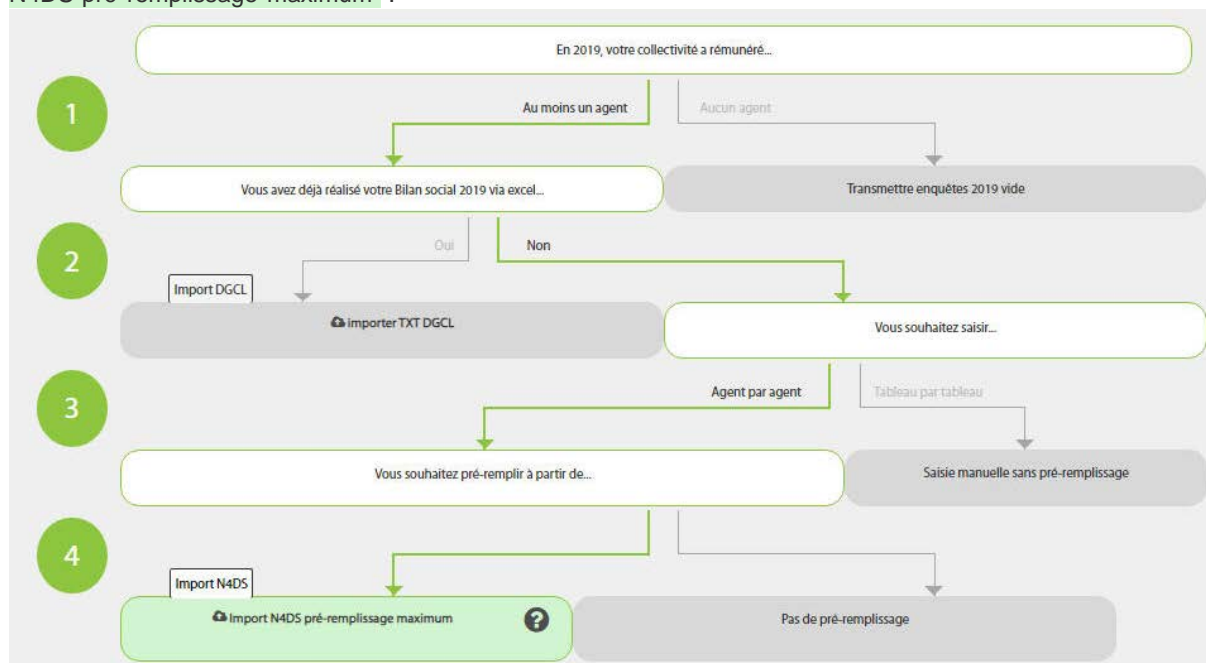 N4DS pré-remplissage maximum" :
En 2019, votre collectivité a rémunéré...
1
Au moins un agent
Aucun agent
Vous avez déjà réalisé votre Bilan social 2019 via excel...
Transmettre enquêtes 2019 vide
2
Oui
Non
Import DGCL
importer TXT DGCL
Vous souhaitez saisir...
3
Agent par agent
Tableau par tableau
Vous souhaitez pré-remplir à partir de...
Saisie manuelle sans pré-remplissage
4
Import N4DS
Import N4DS pré-remplissage maximum
?
Pas de pré-remplissage